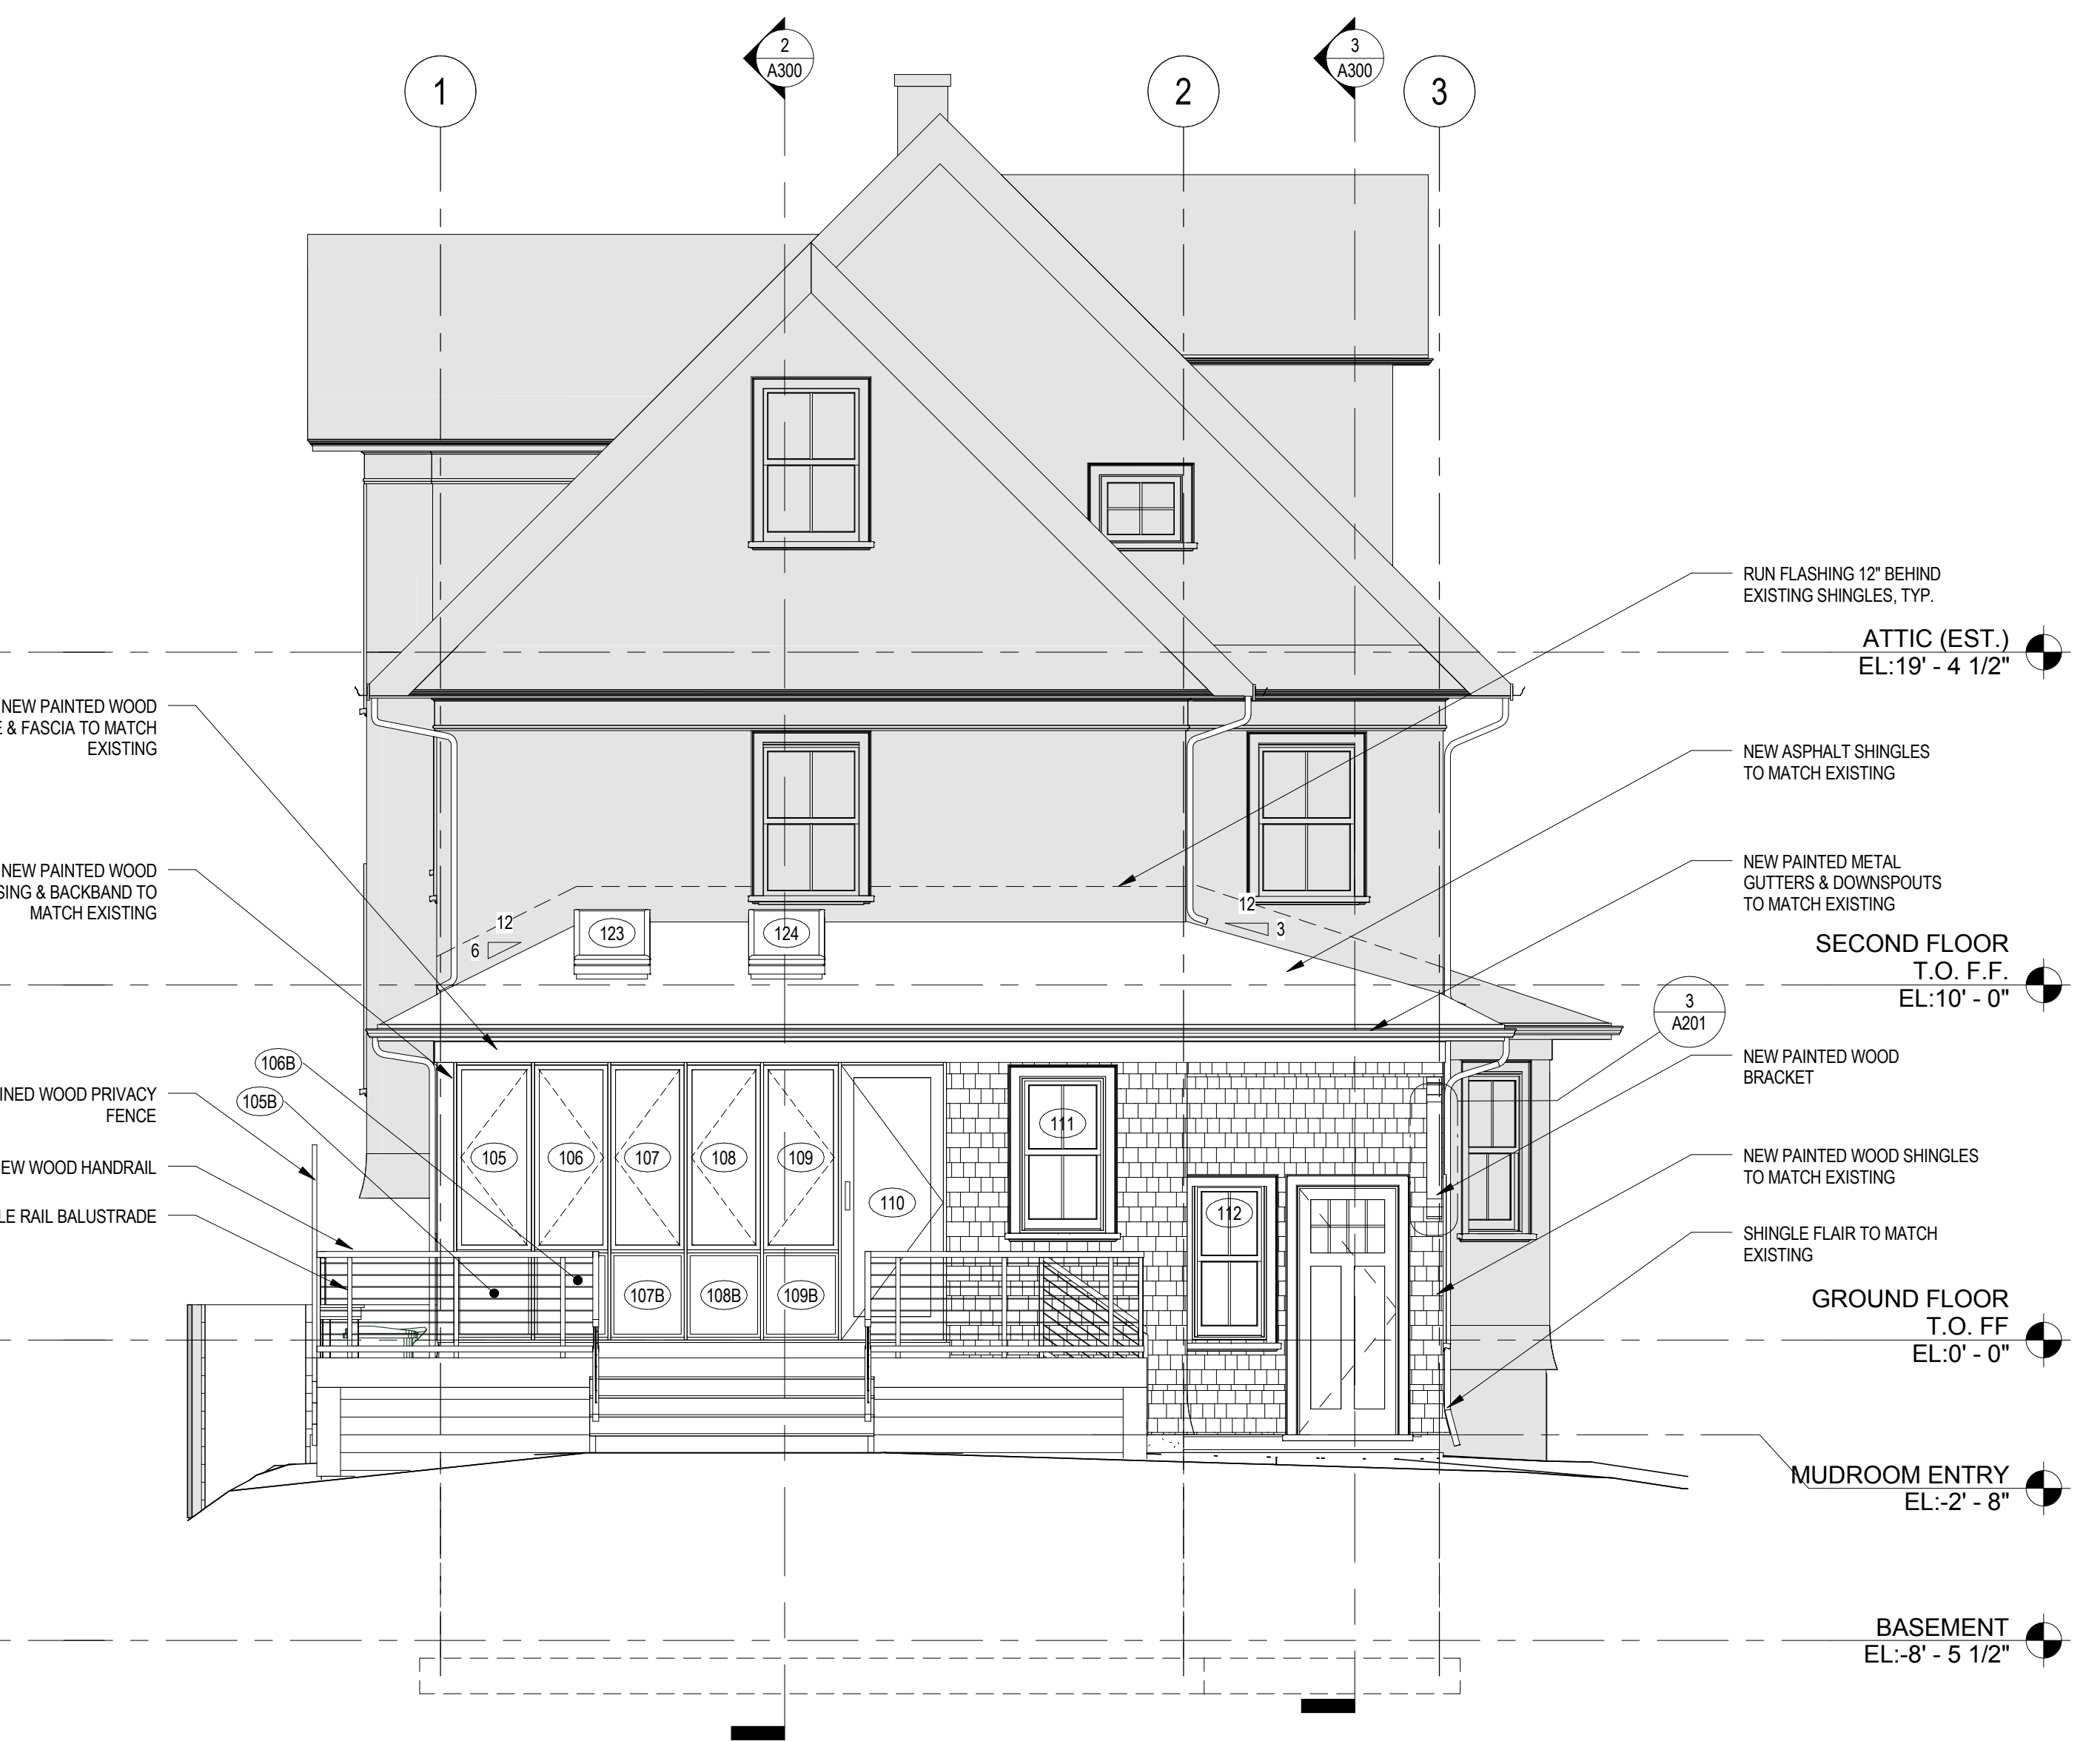 2
A300
3
A300
1
2
3
RUN FLASHING 12" BEHIND
EXISTING SHINGLES, TYP.
ATTIC (EST.)
EL:19' - 4 1/2"
NEW PAINTED WOOD
& FASCIA TO MATCH
EXISTING
NEW ASPHALT SHINGLES
TO MATCH EXISTING
NEW PAINTED WOOD
SING & BACKBAND TO
MATCH EXISTING
NEW PAINTED METAL
GUTTERS & DOWNSPOUTS
TO MATCH EXISTING
12
6
123
124
12
3
SECOND FLOOR
T.O. F.F.
EL:10' - 0"
3
A201
106B
105B
INED WOOD PRIVACY
FENCE
NEW PAINTED WOOD
BRACKET
105
106
107
108
109
110
111
112
EW WOOD HANDRAIL
LE RAIL BALUSTRADE
NEW PAINTED WOOD SHINGLES
TO MATCH EXISTING
SHINGLE FLAIR TO MATCH
EXISTING
107B
108B
109B
GROUND FLOOR
T.O. FF
EL:0' - 0"
MUDROOM ENTRY
EL:-2' - 8"
BASEMENT
EL:-8' - 5 1/2"